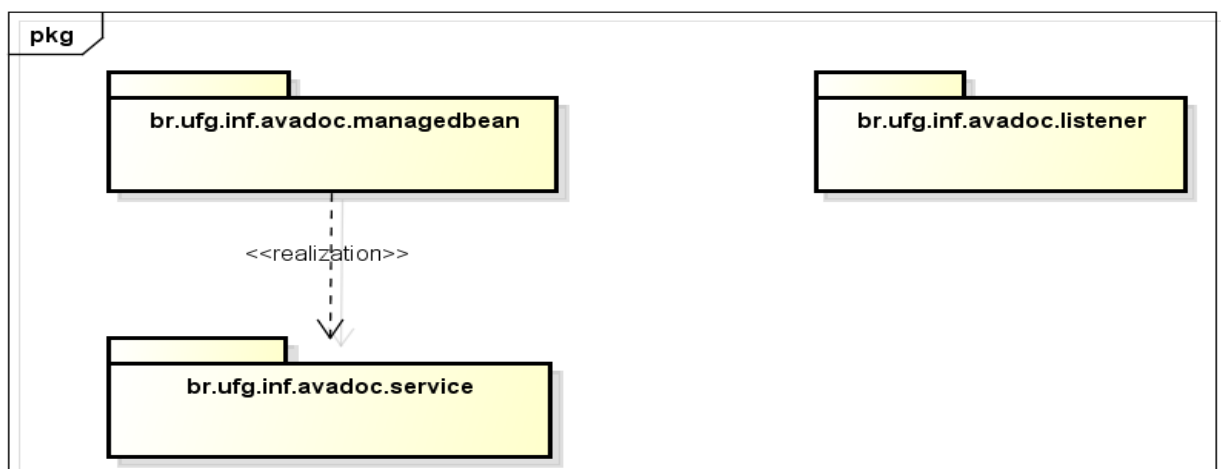 pkg
br.ufg.inf.avadoc.managedbean
br.ufg.inf.avadoc.listener
<<realization>>
br.ufg.inf.avadoc.service